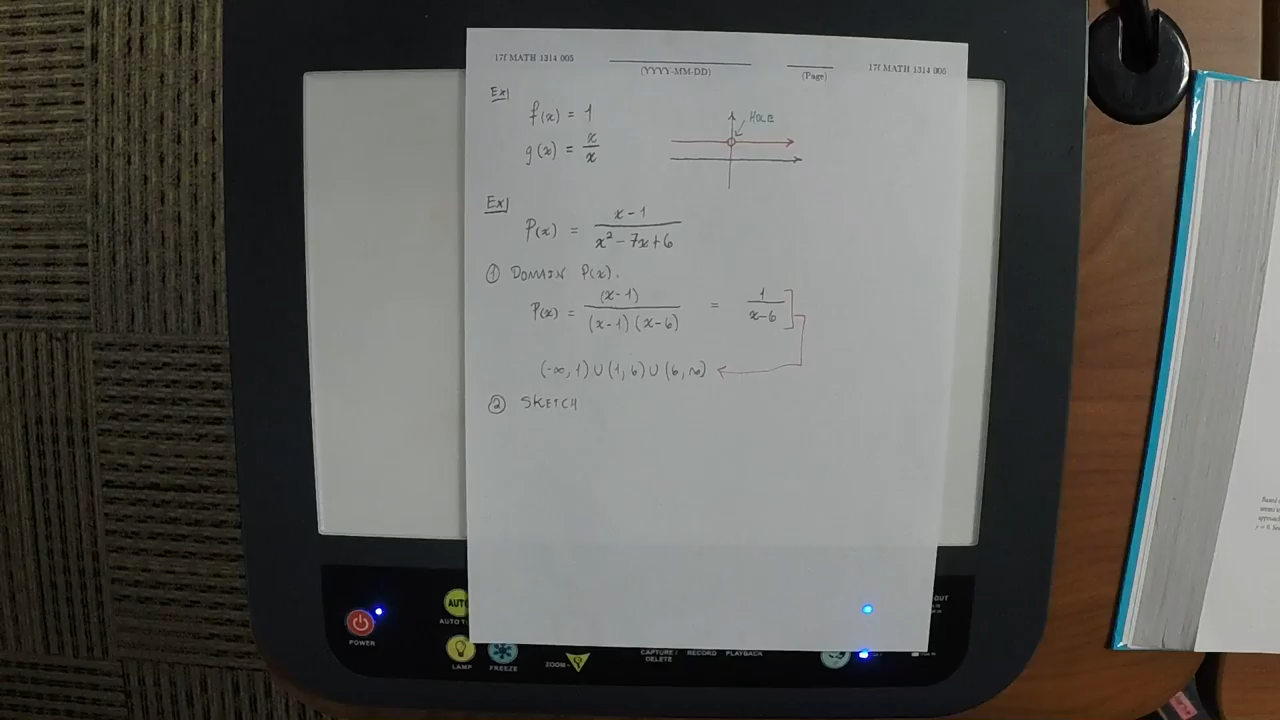 17f MATH 1314 005
(YYYY-MM-DD)
(Page)
17f MATH 1314 005
Ex]
f(x) = 1
g(x) = x/x
HOLE
Ex]
P(x) = (x-1)/(x²-7x+6)
① DOMAIN P(x).
P(x) = (x-1)/((x-1)(x-6)) = 1/(x-6)
(-∞, 1) ∪ (1, 6) ∪ (6, ∞)
② SKETCH
POWER
AUTO
LAMP
FREEZE
ZOOM
CAPTURE / DELETE
RECORD
PLAYBACK
OUT
Based